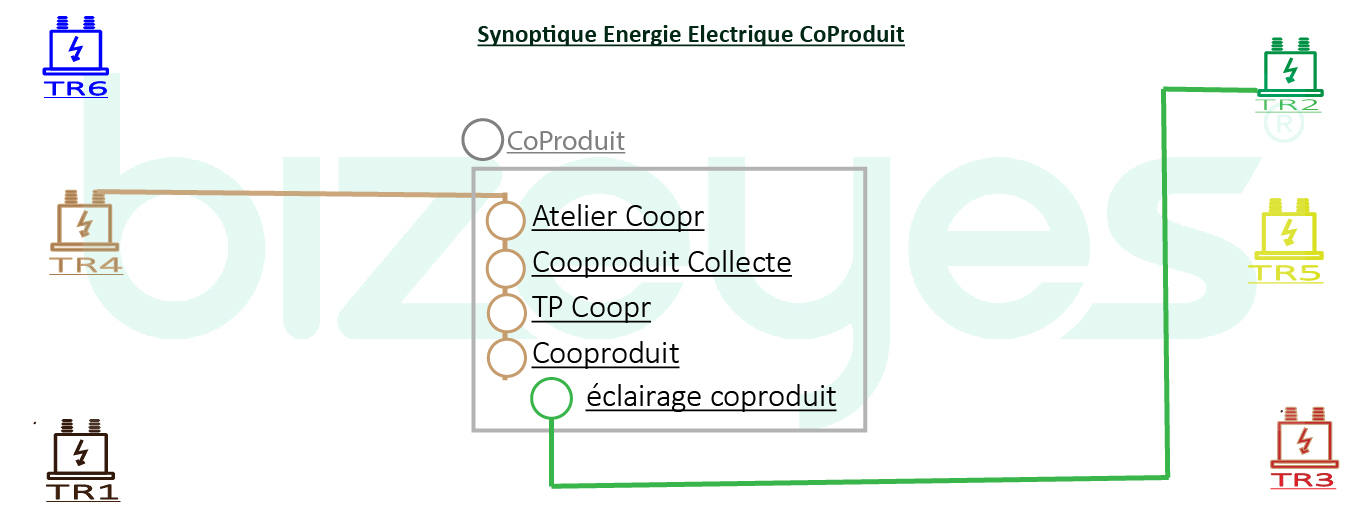 Synoptique Energie Electrique CoProduit
TR6
TR2
®
CoProduit
bizeyes
Atelier Coopr
TR4
Cooproduit Collecte
TR5
TP Coopr
Cooproduit
éclairage coproduit
TR1
TR3